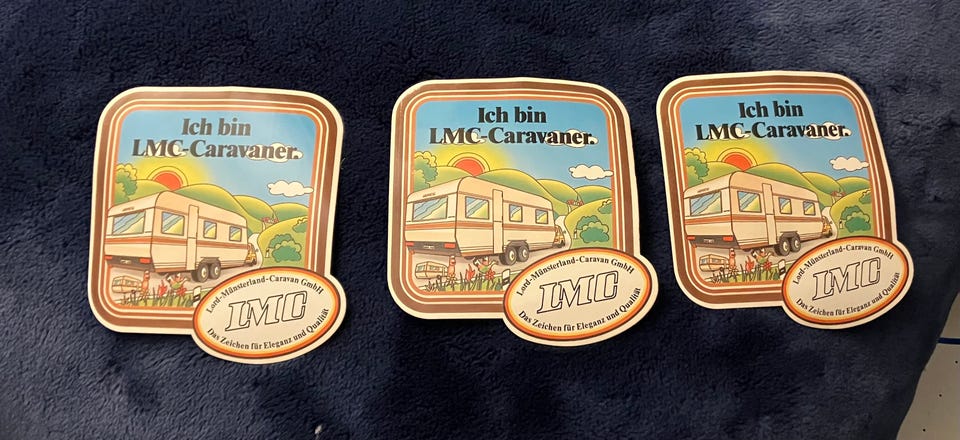 Ich bin
LMC-Caravaner.
Lord-Münsterland-Caravan GmbH
LMC
Das Zeichen für Eleganz und Qualität
Ich bin
LMC-Caravaner.
Lord-Münsterland-Caravan GmbH
LMC
Das Zeichen für Eleganz und Qualität
Ich bin
LMC-Caravaner.
Lord-Münsterland-Caravan GmbH
LMC
Das Zeichen für Eleganz und Qualität